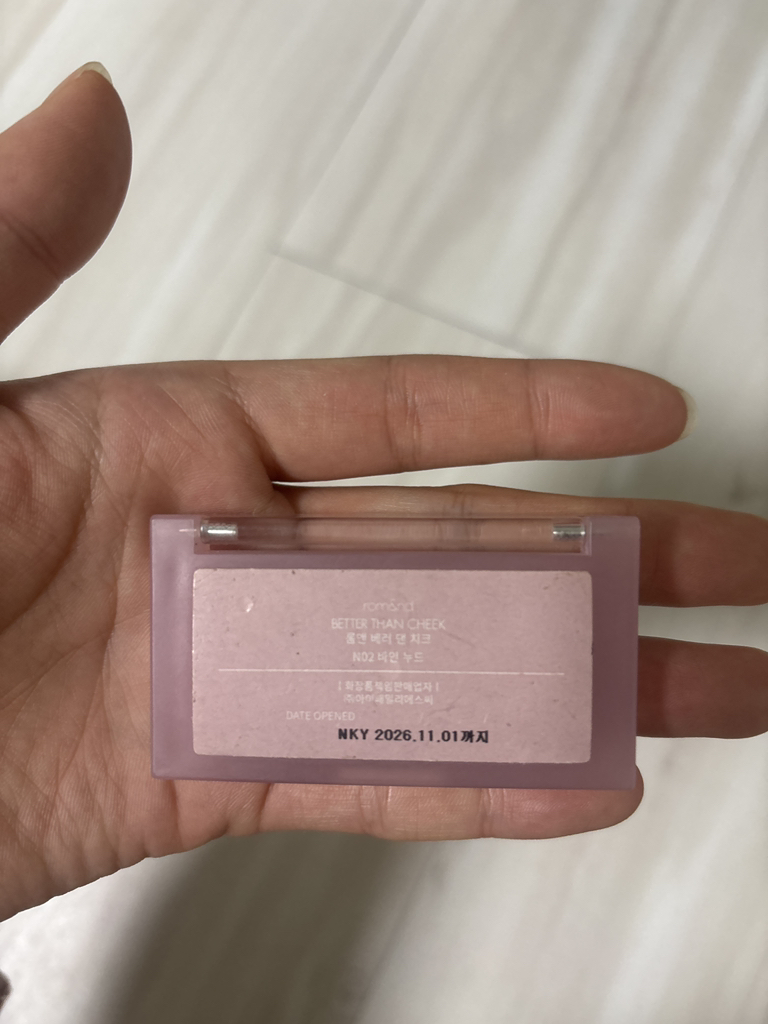 rom&nd
BETTER THAN CHEEK
롬앤 베러 댄 치크
N02 바인 누드
[ 화장품책임판매업자 ]
㈜아이패밀리에스씨
DATE OPENED
NKY 2026.11.01까지